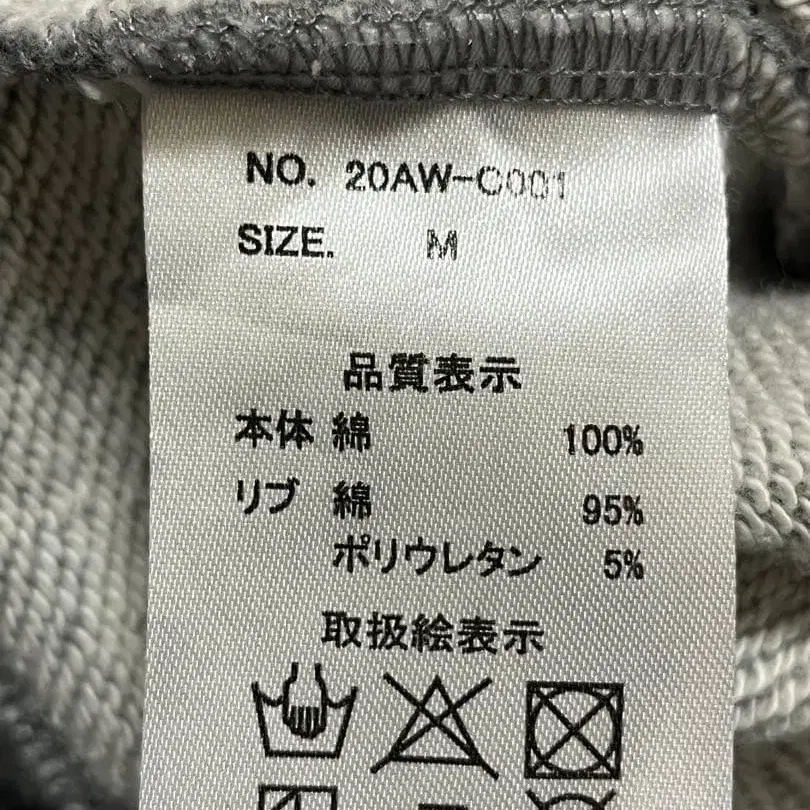 NO. 20AW-C001
SIZE. M
品質表示
本体 綿 100%
リブ 綿 95%
ポリウレタン 5%
取扱絵表示